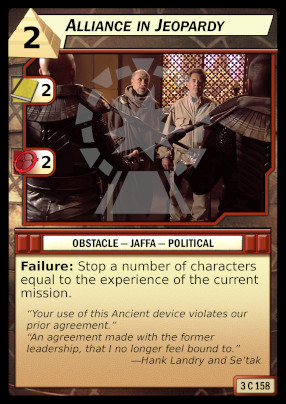 2
ALLIANCE IN JEOPARDY
2
2
OBSTACLE – JAFFA – POLITICAL
Failure: Stop a number of characters
equal to the experience of the current
mission.
“Your use of this Ancient device violates our
prior agreement.”
“An agreement made with the former
leadership, that I no longer feel bound to.”
—Hank Landry and Se’tak
3 C 158